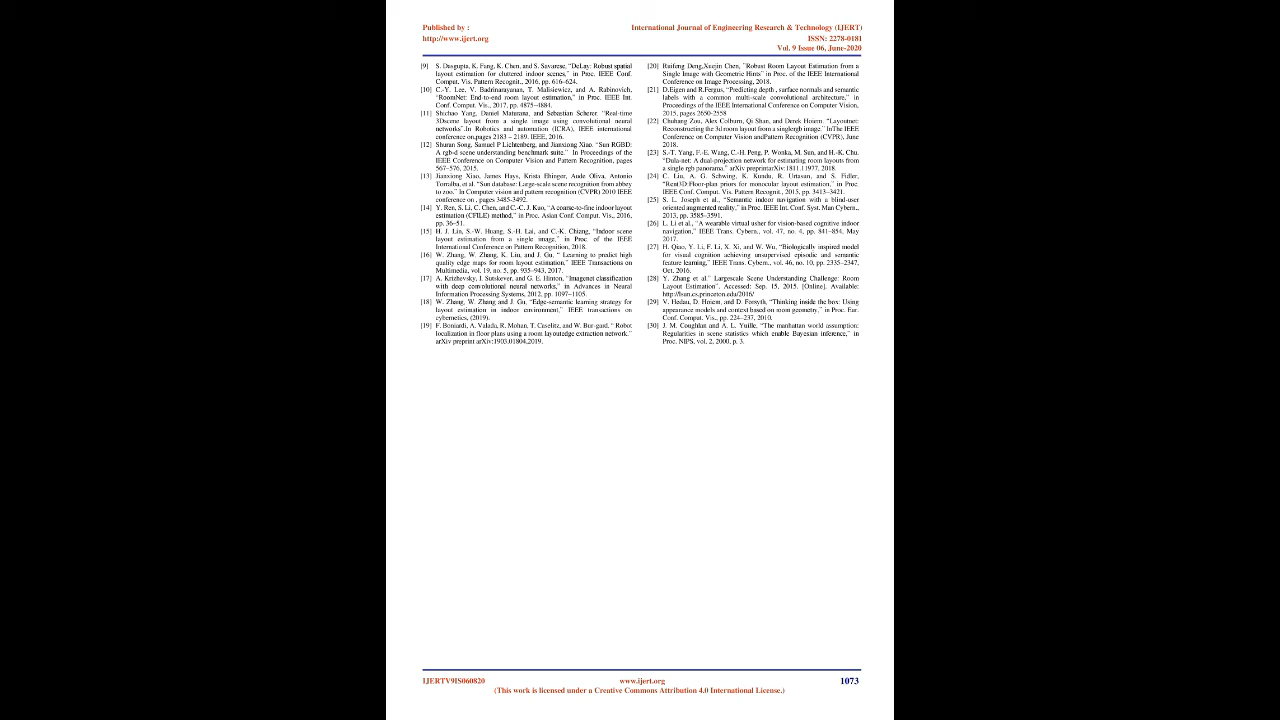 Published by :
International Journal of Engineering Research & Technology (IJERT)
http://www.ijert.org
ISSN: 2278-0181
Vol. 9 Issue 06, June-2020
[9] S. Dasgupta, K. Fang, K. Chen, and S. Savarese, “DeLay: Robust spatial
layout estimation for cluttered indoor scenes,” in Proc. IEEE Conf.
Comput. Vis. Pattern Recognit., 2016, pp. 616–624.
[10] C.-Y. Lee, V. Badrinarayanan, T. Malisiewicz, and A. Rabinovich,
“RoomNet: End-to-end room layout estimation,” in Proc. IEEE Int.
Conf. Comput. Vis., 2017, pp. 4875–4884.
[11] Shichao Yang, Daniel Maturana, and Sebastian Scherer. "Real-time
3Dscene layout from a single image using convolutional neural
networks”.In Robotics and automation (ICRA), IEEE international
conference on,pages 2183 – 2189. IEEE, 2016.
[12] Shuran Song, Samuel P Lichtenberg, and Jianxiong Xiao. “Sun RGBD:
A rgb-d scene understanding benchmark suite.” In Proceedings of the
IEEE Conference on Computer Vision and Pattern Recognition, pages
567–576, 2015.
[13] Jianxiong Xiao, James Hays, Krista Ehinger, Aude Oliva, Antonio
Torralba, et al. “Sun database: Large-scale scene recognition from abbey
to zoo.” In Computer vision and pattern recognition (CVPR) 2010 IEEE
conference on , pages 3485-3492.
[14] Y. Ren, S. Li, C. Chen, and C.-C. J. Kuo, “A coarse-to-fine indoor layout
estimation (CFILE) method,” in Proc. Asian Conf. Comput. Vis., 2016,
pp. 36–51.
[15] H. J. Lin, S.-W. Huang, S.-H. Lai, and C.-K. Chiang, “Indoor scene
layout estimation from a single image,” in Proc. of the IEEE
International Conference on Pattern Recognition, 2018.
[16] W. Zhang, W. Zhang, K. Liu, and J. Gu, “ Learning to predict high
quality edge maps for room layout estimation,” IEEE Transactions on
Multimedia, vol. 19, no. 5, pp. 935–943, 2017.
[17] A. Krizhevsky, I. Sutskever, and G. E. Hinton, “Imagenet classification
with deep convolutional neural networks,” in Advances in Neural
Information Processing Systems, 2012, pp. 1097–1105.
[18] W. Zhang, W. Zhang and J. Gu, “Edge-semantic learning strategy for
layout estimation in indoor environment,” IEEE transactions on
cybernetics, (2019).
[19] F. Boniardi, A. Valada, R. Mohan, T. Caselitz, and W. Bur-gard. “ Robot
localization in floor plans using a room layoutedge extraction network.”
arXiv preprint arXiv:1903.01804,2019.
[20] Ruifeng Deng,Xuejin Chen, "Robust Room Layout Estimation from a
Single Image with Geometric Hints” in Proc. of the IEEE International
Conference on Image Processing, 2018.
[21] D.Eigen and R.Fergus, “Predicting depth , surface normals and semantic
labels with a common multi-scale convolutional architecture,” in
Proceedings of the IEEE International Conference on Computer Vision,
2015, pages 2650-2558
[22] Chuhang Zou, Alex Colburn, Qi Shan, and Derek Hoiem. “Layoutnet:
Reconstructing the 3d room layout from a singlergb image.” InThe IEEE
Conference on Computer Vision andPattern Recognition (CVPR), June
2018.
[23] S.-T. Yang, F.-E. Wang, C.-H. Peng, P. Wonka, M. Sun, and H.-K. Chu.
“Dula-net: A dual-projection network for estimating room layouts from
a single rgb panorama.” arXiv preprintarXiv:1811.11977, 2018.
[24] C. Liu, A. G. Schwing, K. Kundu, R. Urtasun, and S. Fidler,
“Rent3D:Floor-plan priors for monocular layout estimation,” in Proc.
IEEE Conf. Comput. Vis. Pattern Recognit., 2015, pp. 3413–3421.
[25] S. L. Joseph et al., “Semantic indoor navigation with a blind-user
oriented augmented reality,” in Proc. IEEE Int. Conf. Syst. Man Cybern.,
2013, pp. 3585–3591.
[26] L. Li et al., “A wearable virtual usher for vision-based cognitive indoor
navigation,” IEEE Trans. Cybern., vol. 47, no. 4, pp. 841–854, May
2017.
[27] H. Qiao, Y. Li, F. Li, X. Xi, and W. Wu, “Biologically inspired model
for visual cognition achieving unsupervised episodic and semantic
feature learning,” IEEE Trans. Cybern., vol. 46, no. 10, pp. 2335–2347,
Oct. 2016.
[28] Y. Zhang et al.” Largescale Scene Understanding Challenge: Room
Layout Estimation”. Accessed: Sep. 15, 2015. [Online]. Available:
http://lsun.cs.princeton.edu/2016/
[29] V. Hedau, D. Hoiem, and D. Forsyth, “Thinking inside the box: Using
appearance models and context based on room geometry,” in Proc. Eur.
Conf. Comput. Vis., pp. 224–237, 2010.
[30] J. M. Coughlan and A. L. Yuille, “The manhattan world assumption:
Regularities in scene statistics which enable Bayesian inference,” in
Proc. NIPS, vol. 2, 2000, p. 3.
IJERTV9IS060820
www.ijert.org
1073
(This work is licensed under a Creative Commons Attribution 4.0 International License.)